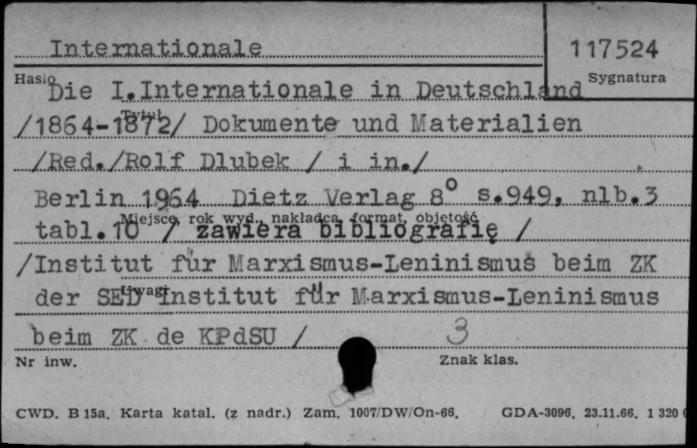 Internationale
117524
Hasło
Sygnatura
Die I.Internationale in Deutschland
Tytuł
/1864-1872/ Dokumente und Materialien
/Red./Rolf Dlubek / i in./
Berlin 1964 Dietz Verlag 8° s.949, nlb.3
Miejsce, rok wyd., nakładca, format, objętość
tabl.10 / zawiera bibliografię /
/Institut für Marxismus-Leninismus beim ZK
Uwagi
der SED Institut für Marxismus-Leninismus
beim ZK de KPdSU /
3
Nr inw.
Znak klas.
CWD. B 15a. Karta katal. (z nadr.) Zam. 1007/DW/On-66. GDA-3096. 23.11.66. 1 320